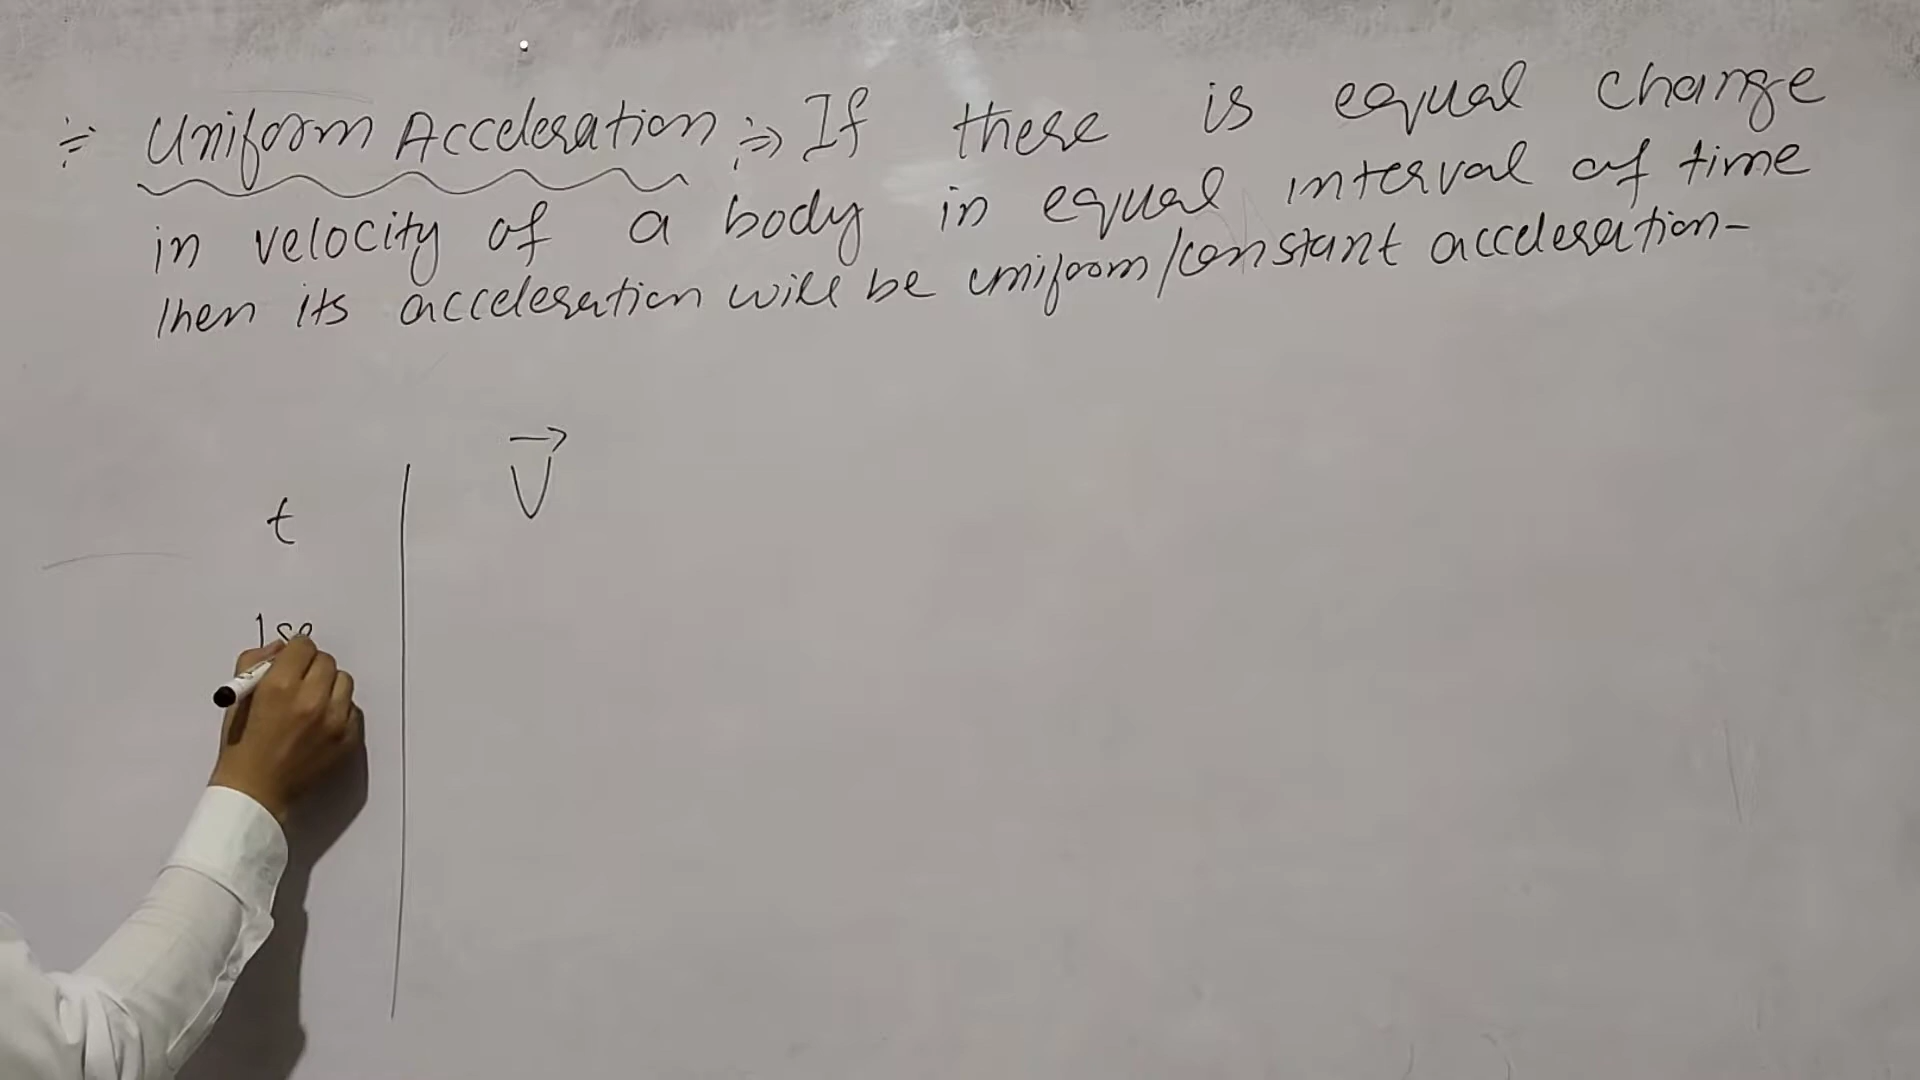 ÷ Uniform Acceleration ÷> If there is equal change
in velocity of a body in equal interval of time
then its acceleration will be uniform/constant acceleration-
t | V⃗
1se